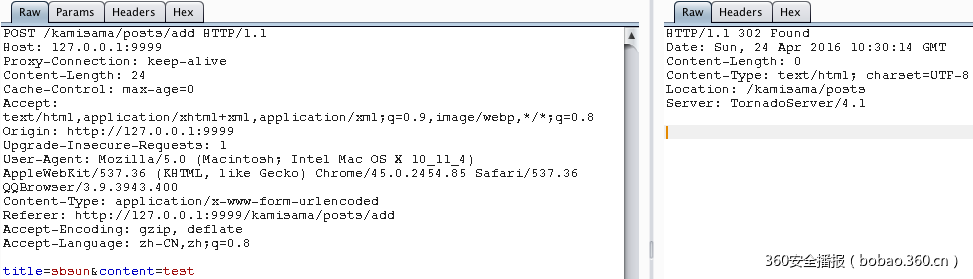 Raw Params Headers Hex
POST /kamisama/posts/add HTTP/1.1
Host: 127.0.0.1:9999
Proxy-Connection: keep-alive
Content-Length: 24
Cache-Control: max-age=0
Accept:
text/html,application/xhtml+xml,application/xml;q=0.9,image/webp,*/*;q=0.8
Origin: http://127.0.0.1:9999
Upgrade-Insecure-Requests: 1
User-Agent: Mozilla/5.0 (Macintosh; Intel Mac OS X 10_11_4)
AppleWebKit/537.36 (KHTML, like Gecko) Chrome/45.0.2454.85 Safari/537.36
QQBrowser/3.9.3943.400
Content-Type: application/x-www-form-urlencoded
Referer: http://127.0.0.1:9999/kamisama/posts/add
Accept-Encoding: gzip, deflate
Accept-Language: zh-CN,zh;q=0.8
title=sbsun&content=test
Raw Headers Hex
HTTP/1.1 302 Found
Date: Sun, 24 Apr 2016 10:30:14 GMT
Content-Length: 0
Content-Type: text/html; charset=UTF-8
Location: /kamisama/posts
Server: TornadoServer/4.1
360安全播报（bobao.360.cn）